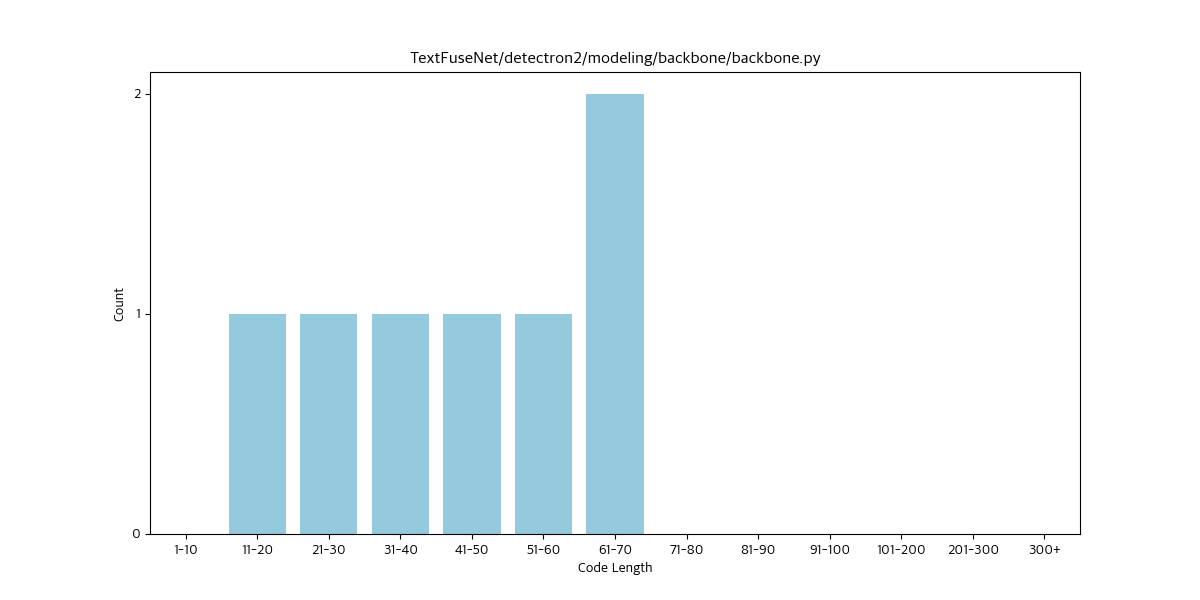 TextFuseNet/detectron2/modeling/backbone/backbone.py
2
1
0
Count
1-10 11-20 21-30 31-40 41-50 51-60 61-70 71-80 81-90 91-100 101-200 201-300 300+
Code Length